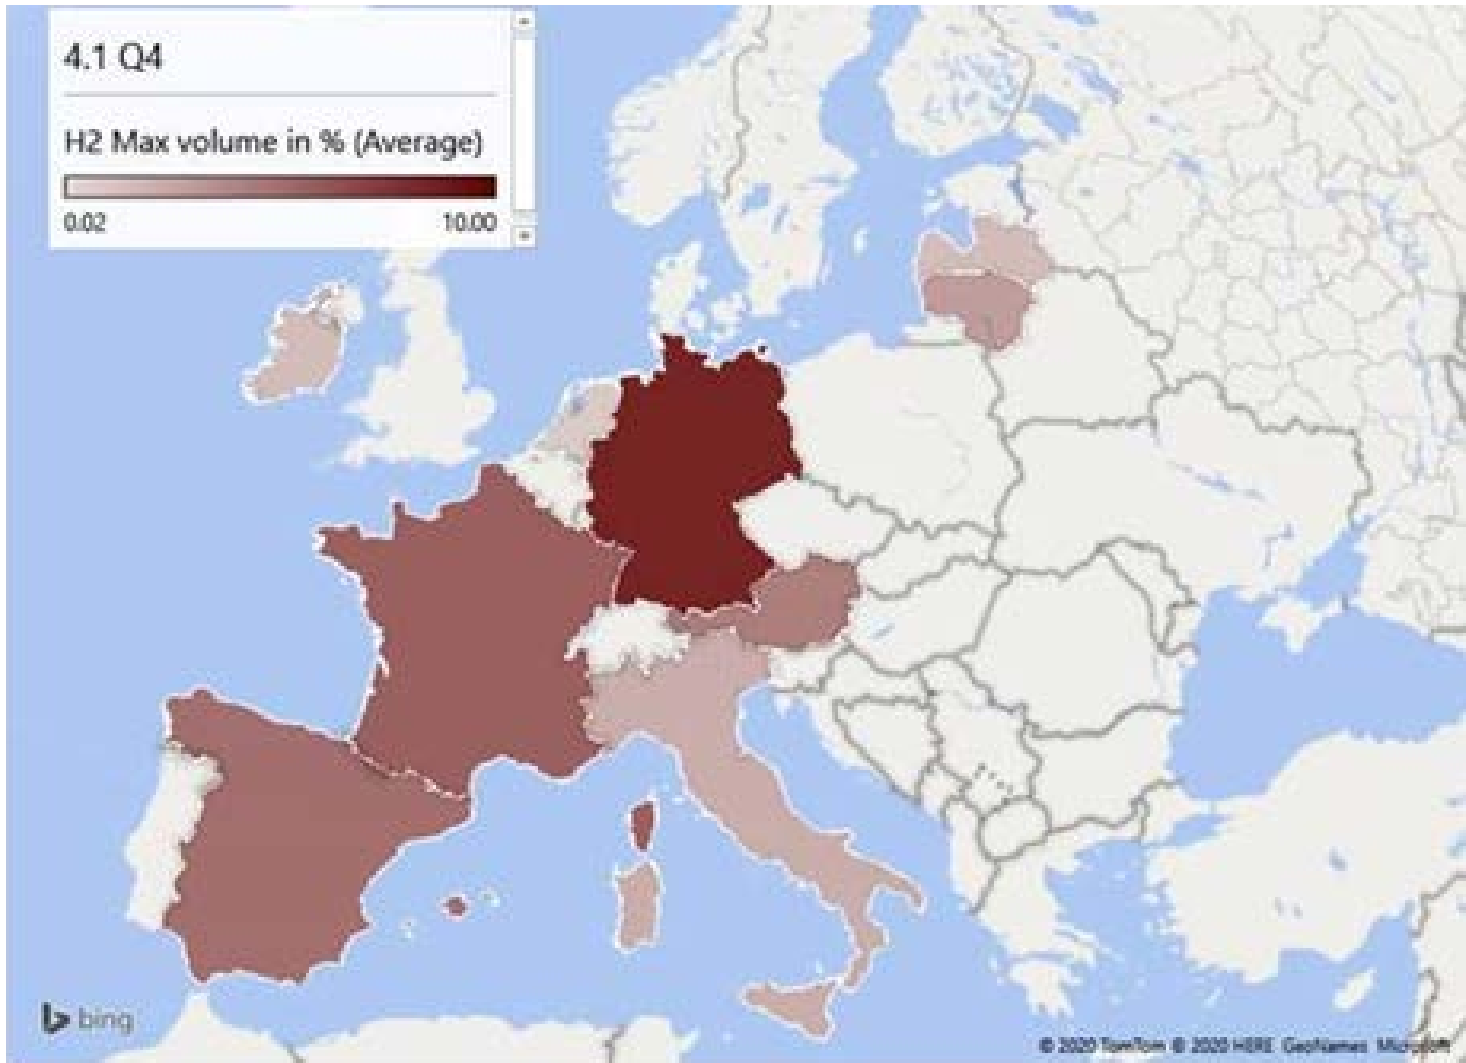 4.1 Q4
H2 Max volume in % (Average)
0.02 10.00
bing
© 2020 TomTom © 2020 HERE GeoNames Microsoft